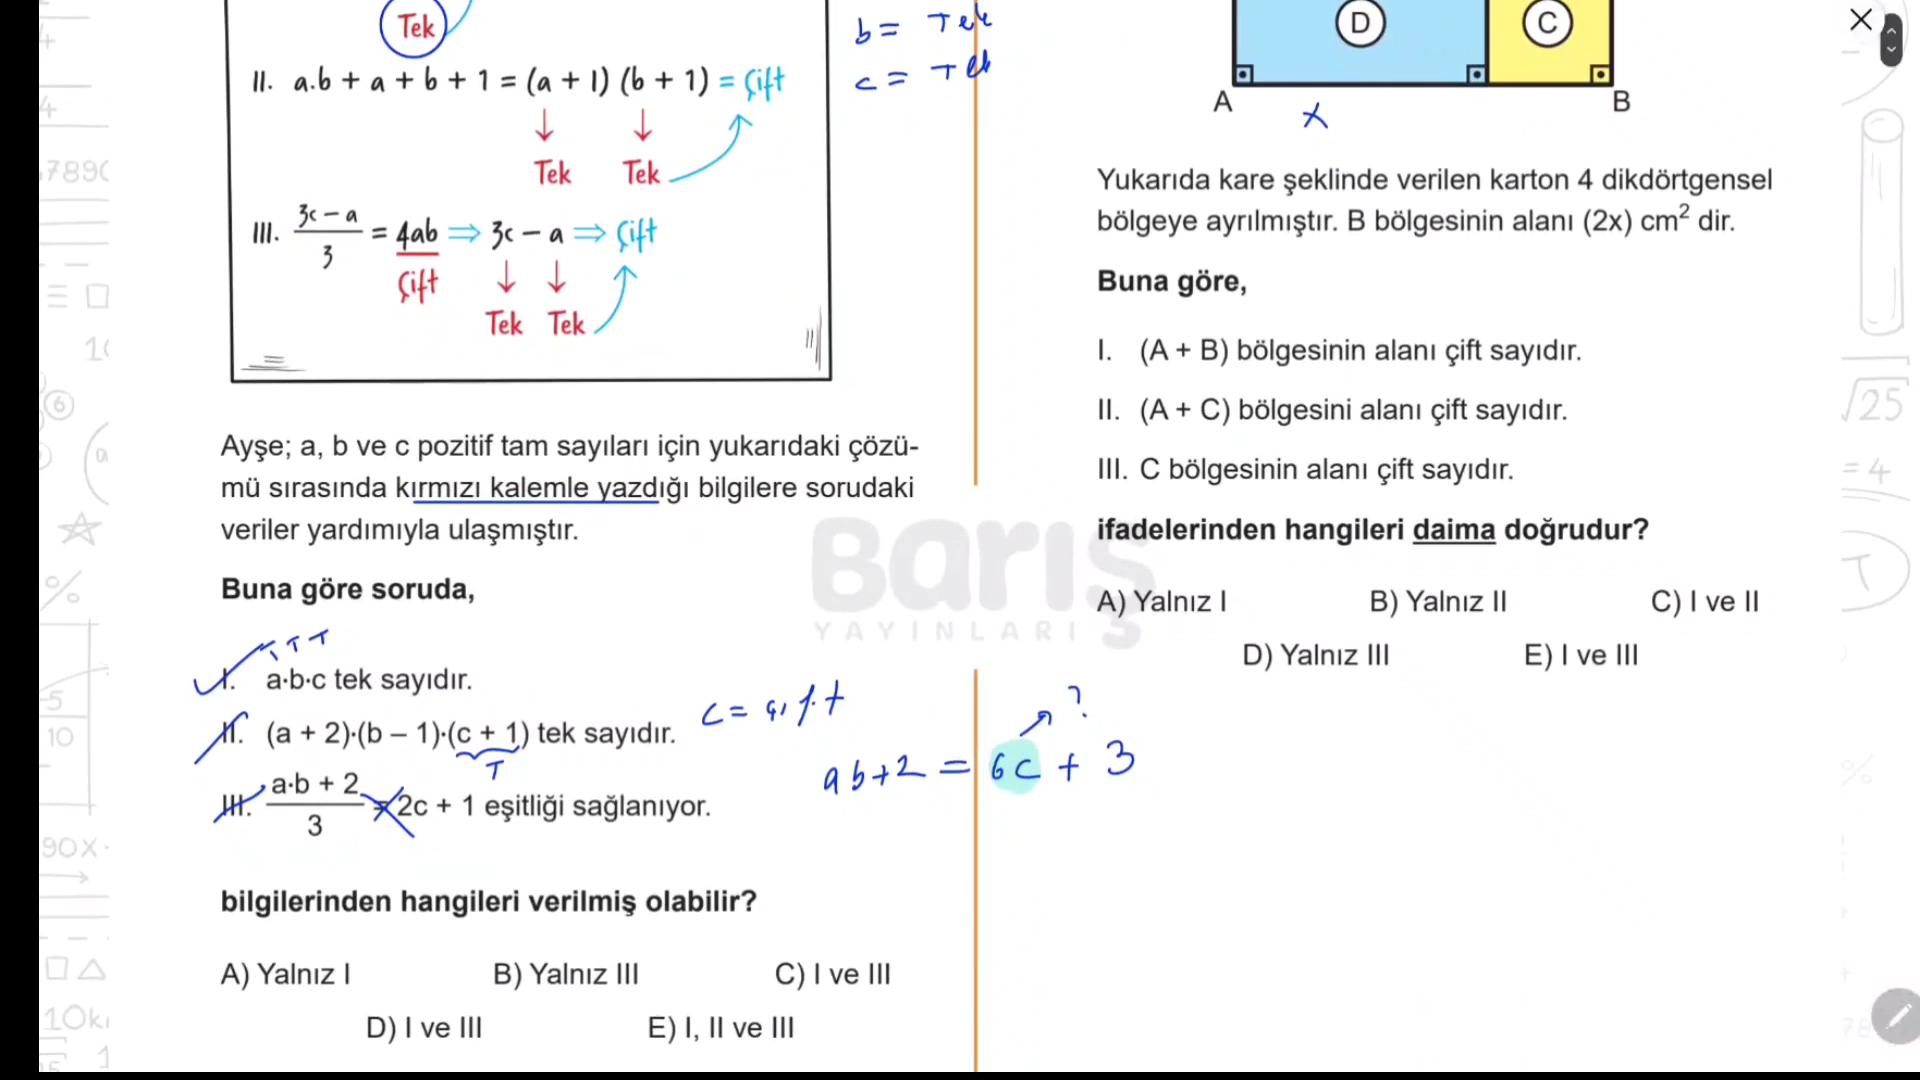 Tek
II. a.b + a + b + 1 = (a + 1) (b + 1) = Çift
Tek Tek
III. 3c – a / 3 = 4ab ⇒ 3c – a ⇒ Çift
Çift
Tek Tek
b = Tek
c = Tek
Ayşe; a, b ve c pozitif tam sayıları için yukarıdaki çözü-
mü sırasında kırmızı kalemle yazdığı bilgilere sorudaki
veriler yardımıyla ulaşmıştır.
Buna göre soruda,
T T T
I. a·b·c tek sayıdır.
II. (a + 2)·(b – 1)·(c + 1) tek sayıdır.
T
c = çift
III. a·b + 2 / 3 = 2c + 1 eşitliği sağlanıyor.
ab+2 = 6c + 3
?
bilgilerinden hangileri verilmiş olabilir?
A) Yalnız I B) Yalnız III C) I ve III
D) I ve III E) I, II ve III
D C
A B
x
Yukarıda kare şeklinde verilen karton 4 dikdörtgensel
bölgeye ayrılmıştır. B bölgesinin alanı (2x) cm² dir.
Buna göre,
I. (A + B) bölgesinin alanı çift sayıdır.
II. (A + C) bölgesini alanı çift sayıdır.
III. C bölgesinin alanı çift sayıdır.
ifadelerinden hangileri daima doğrudur?
A) Yalnız I B) Yalnız II C) I ve II
D) Yalnız III E) I ve III
Barış
YAYINLARI